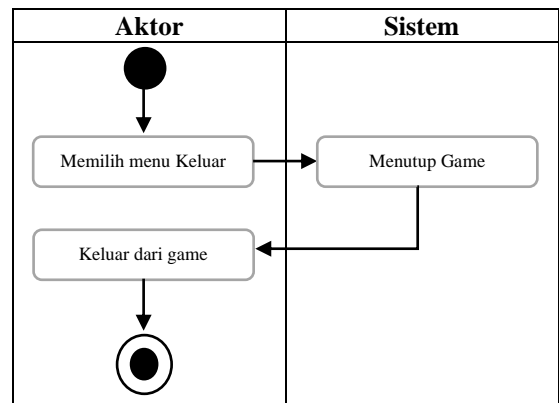 Aktor
Sistem
Memilih menu Keluar
Menutup Game
Keluar dari game